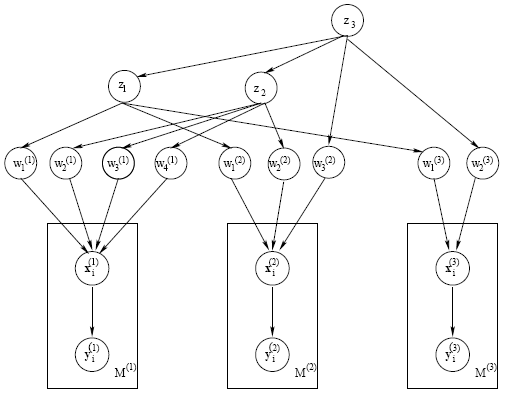 z3
z1 z2
w1(1) w2(1) w3(1) w4(1) w1(2) w2(2) w3(2) w1(3) w2(3)
xi(1) xi(2) xi(3)
yi(1) yi(2) yi(3)
M(1) M(2) M(3)